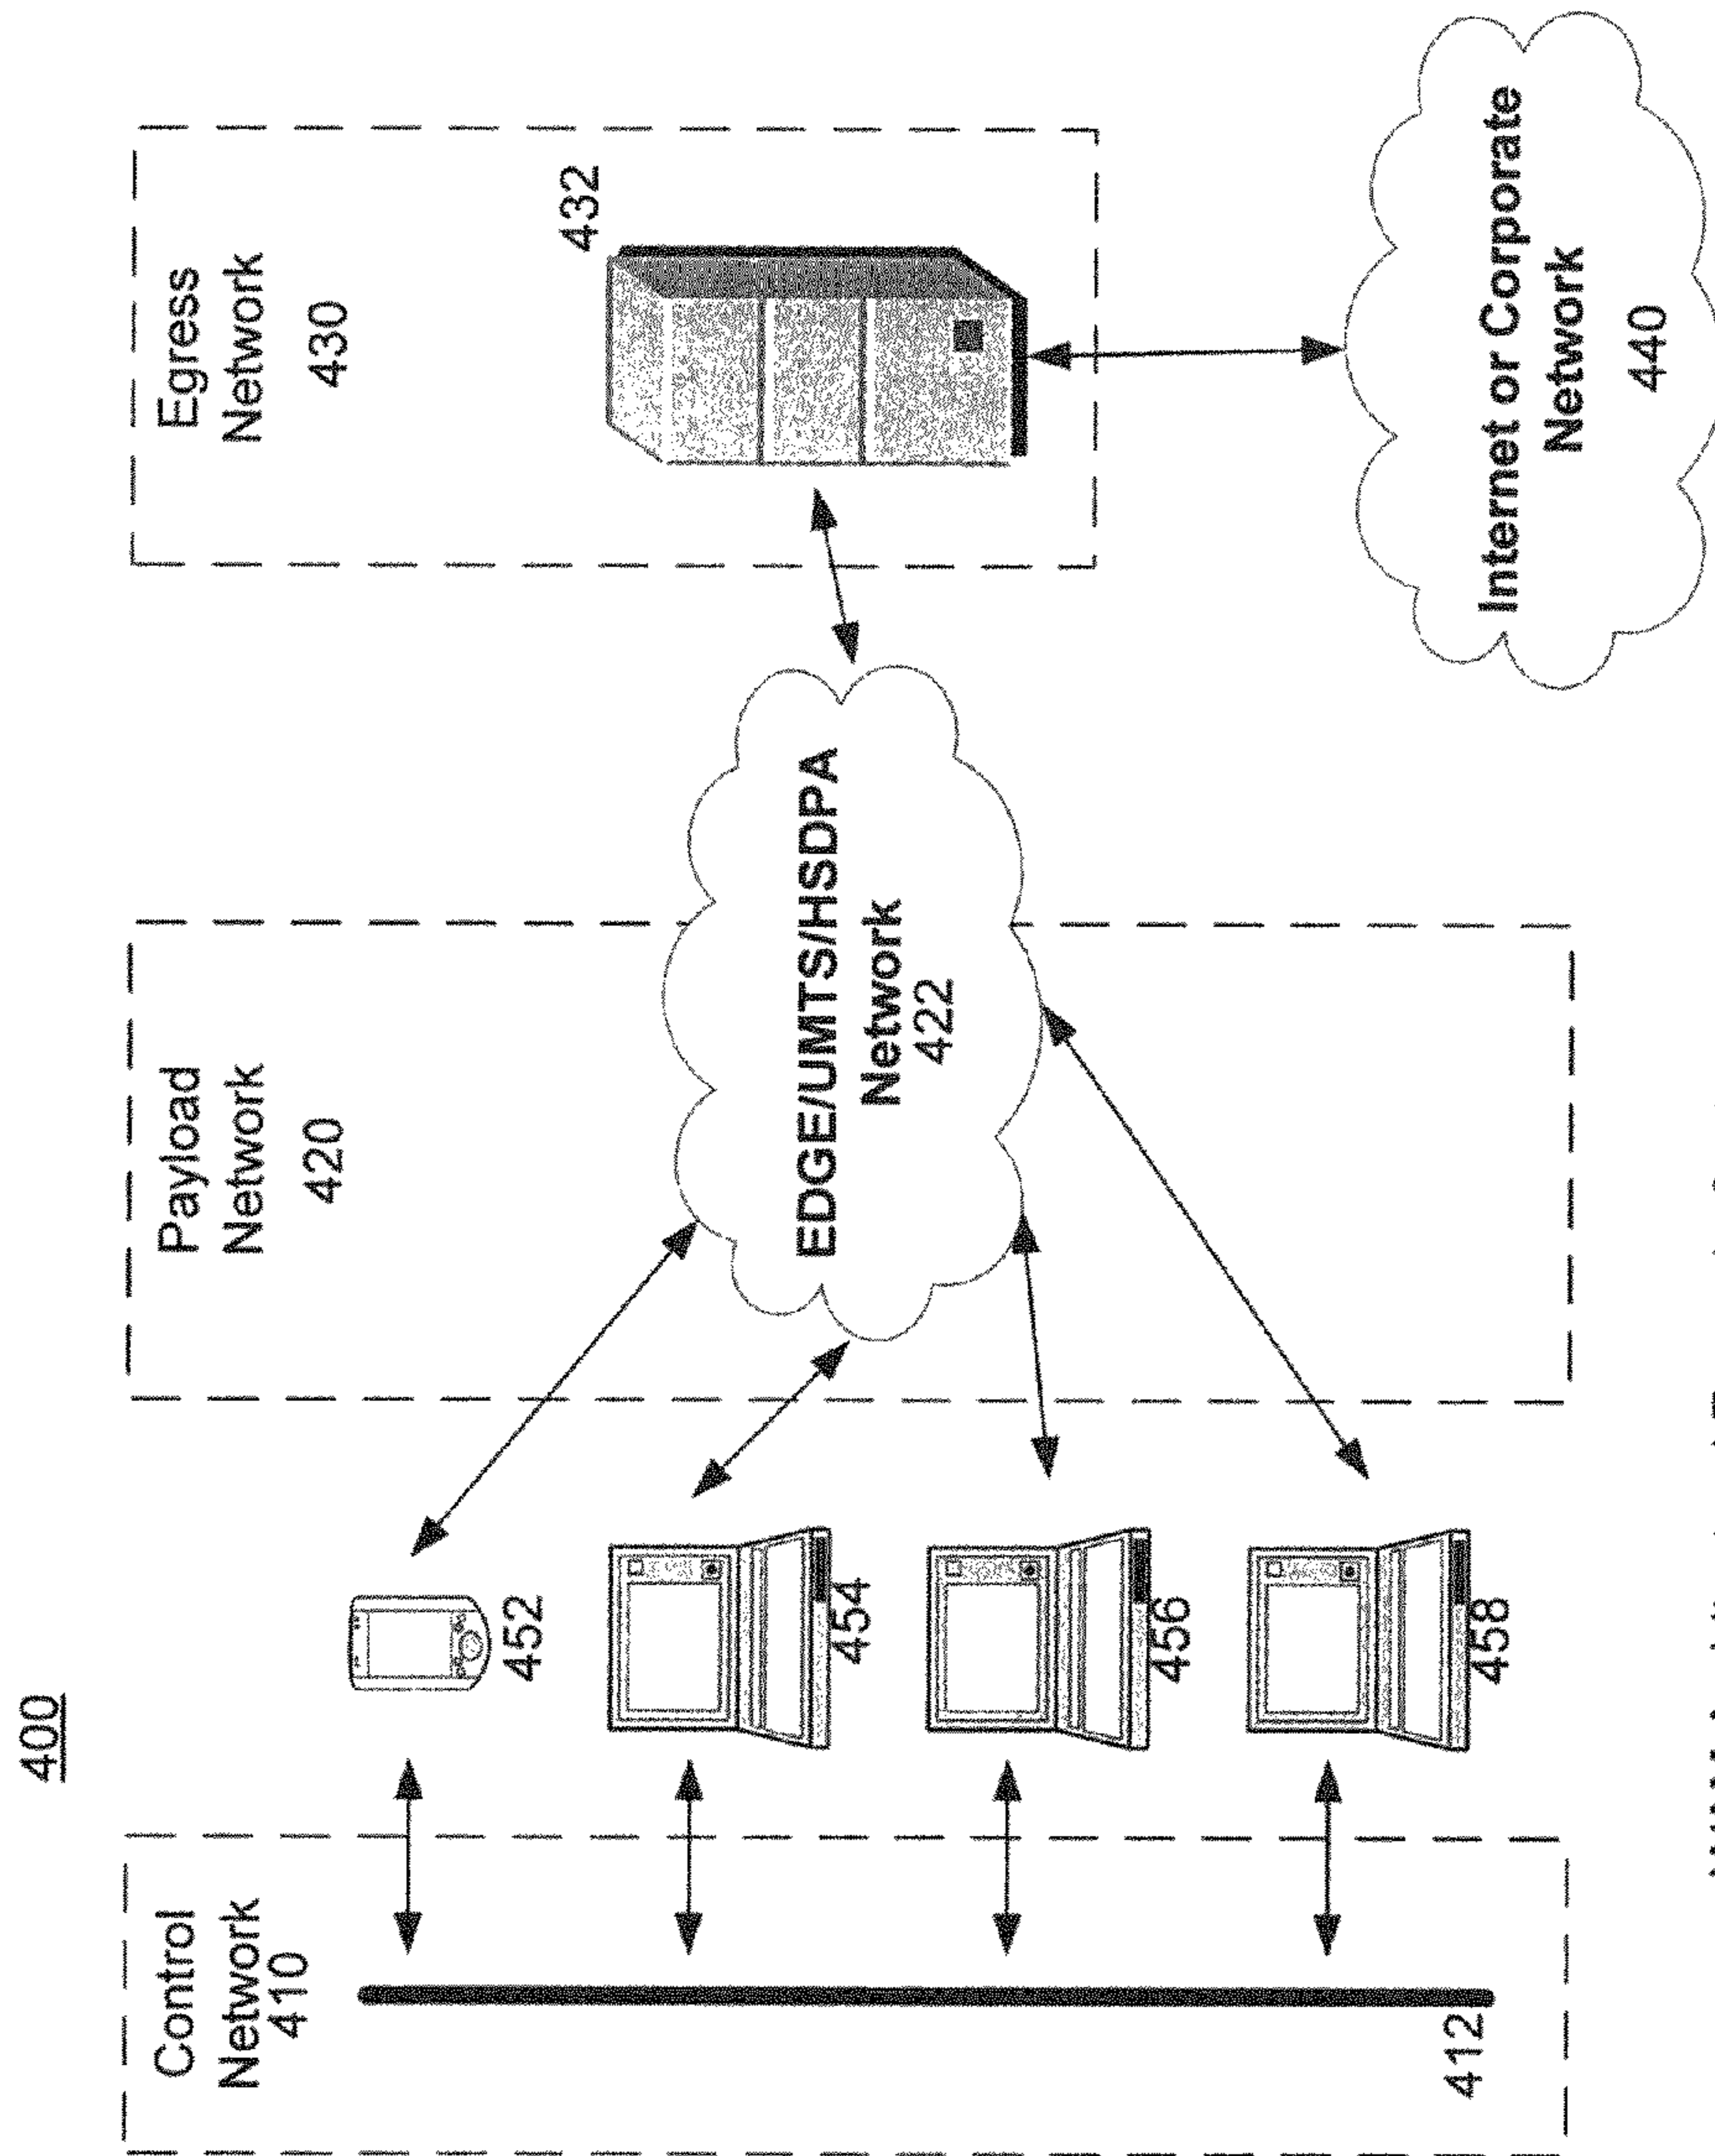 400
Control
Network
410
412
452
454
456
458
Payload
Network
420
EDGE/UMTS/HSDPA
Network
422
Egress
Network
430
432
Internet or Corporate
Network
440